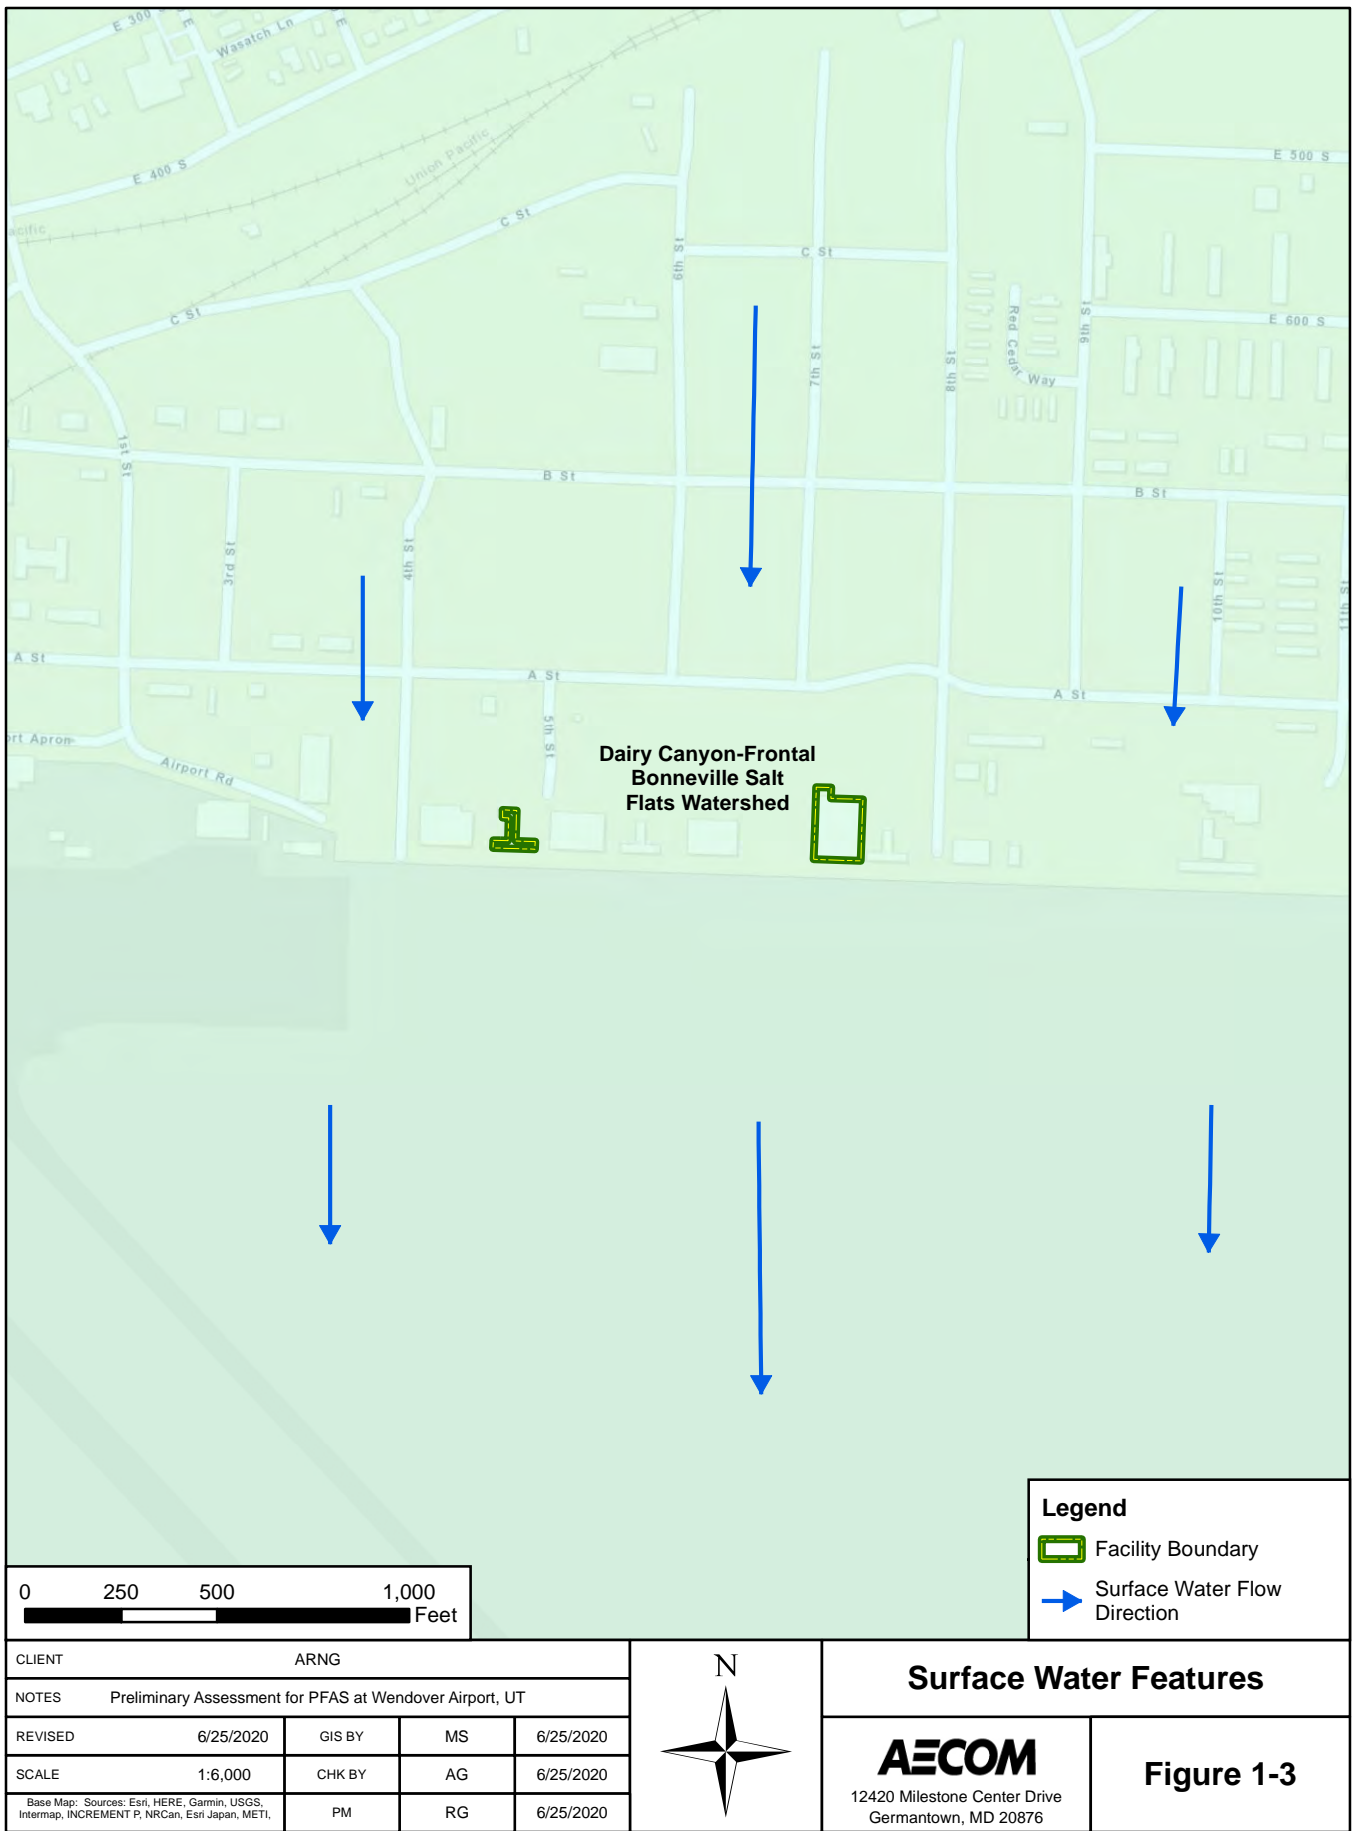 E 300 S
E
E
Wasatch Ln
E 400 S
Union Pacific
E 500 S
acific
C St
C St
6th St
C St
Red Cedar Way
9th St
E 600 S
7th St
8th St
1st St
B St
B St
3rd St
4th St
10th St
11th St
A St
A St
A St
5th St
ort Apron
Airport Rd
Dairy Canyon-Frontal
Bonneville Salt
Flats Watershed
Legend
Facility Boundary
Surface Water Flow
Direction
0 250 500 1,000
Feet
CLIENT ARNG
NOTES Preliminary Assessment for PFAS at Wendover Airport, UT
REVISED 6/25/2020 GIS BY MS 6/25/2020
SCALE 1:6,000 CHK BY AG 6/25/2020
Base Map: Sources: Esri, HERE, Garmin, USGS,
Intermap, INCREMENT P, NRCan, Esri Japan, METI,
PM RG 6/25/2020
N
Surface Water Features
AECOM
12420 Milestone Center Drive
Germantown, MD 20876
Figure 1-3